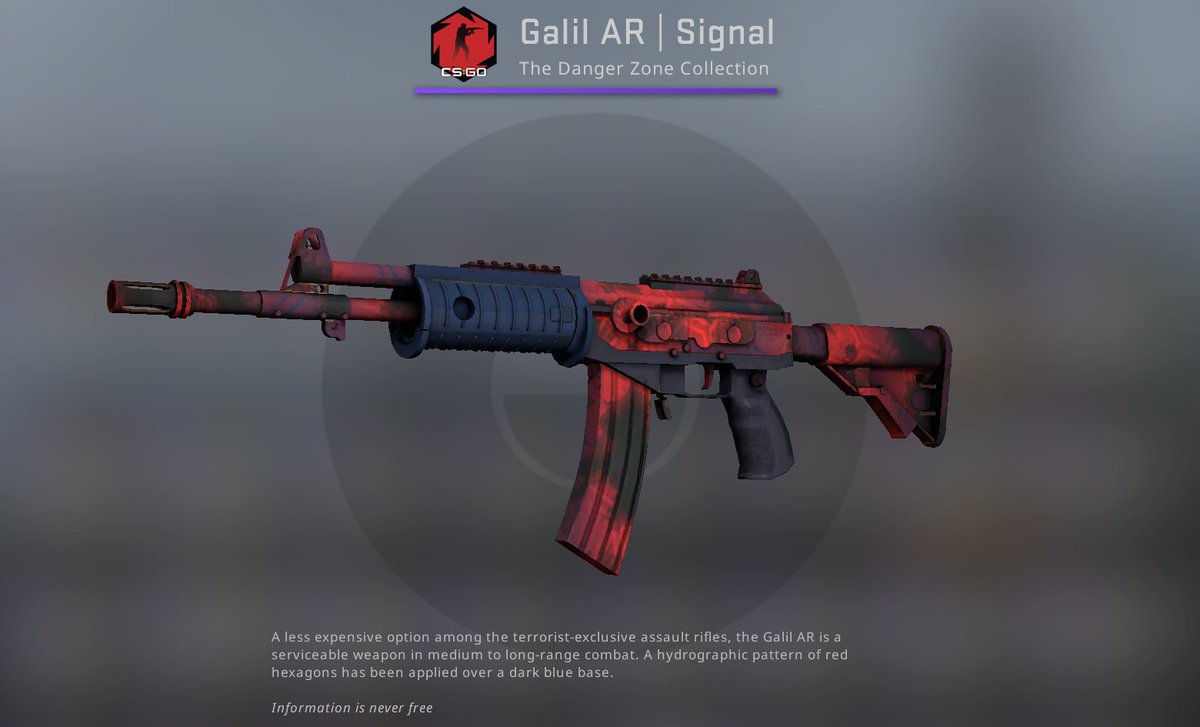 CS:GO
Galil AR | Signal
The Danger Zone Collection
A less expensive option among the terrorist-exclusive assault rifles, the Galil AR is a
serviceable weapon in medium to long-range combat. A hydrographic pattern of red
hexagons has been applied over a dark blue base.
Information is never free